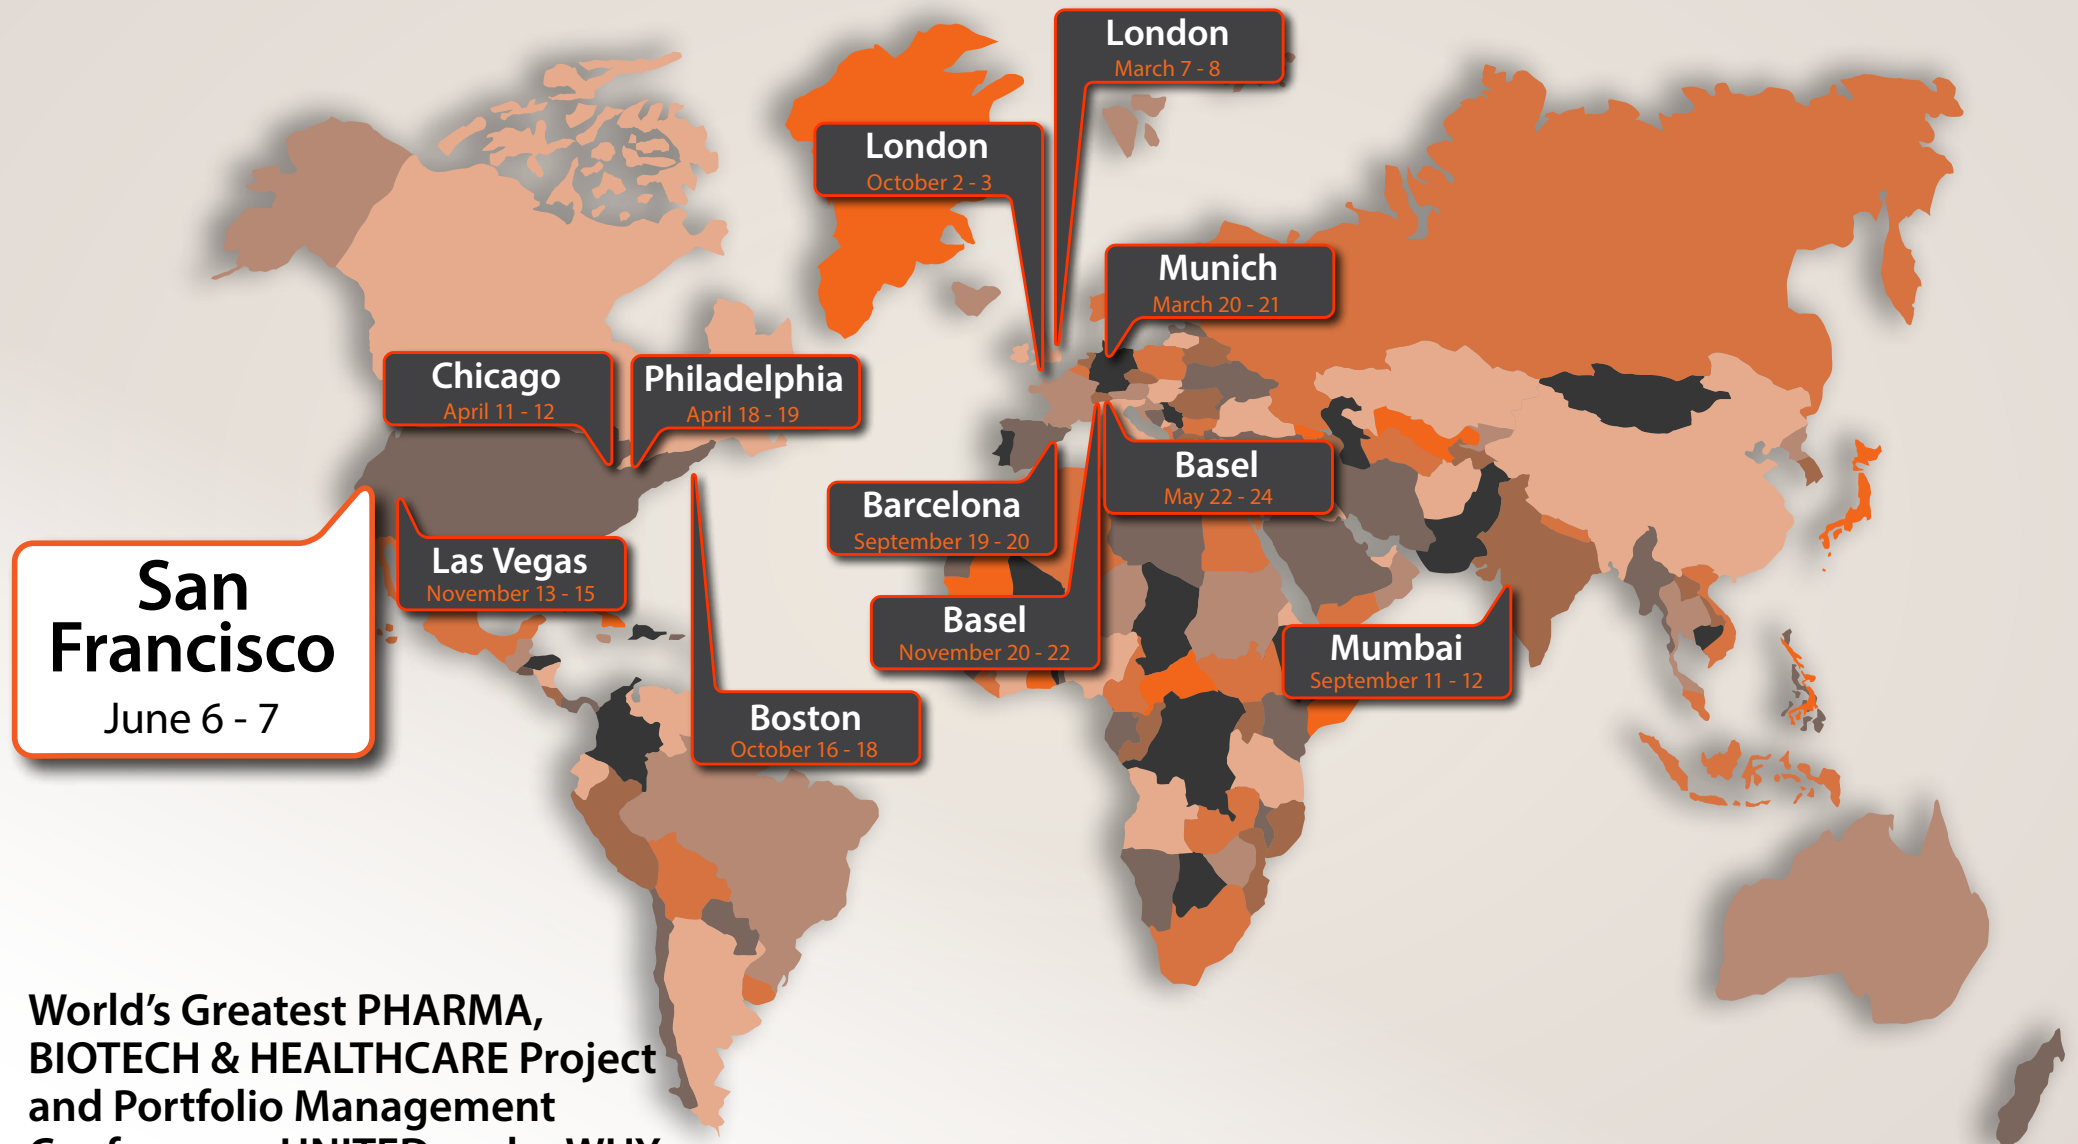 London
March 7 - 8
London
October 2 - 3
Munich
March 20 - 21
Chicago
April 11 - 12
Philadelphia
April 18 - 19
Basel
May 22 - 24
Barcelona
September 19 - 20
San
Francisco
June 6 - 7
Las Vegas
November 13 - 15
Basel
November 20 - 22
Mumbai
September 11 - 12
Boston
October 16 - 18
World’s Greatest PHARMA,
BIOTECH & HEALTHCARE Project
and Portfolio Management
UNITED